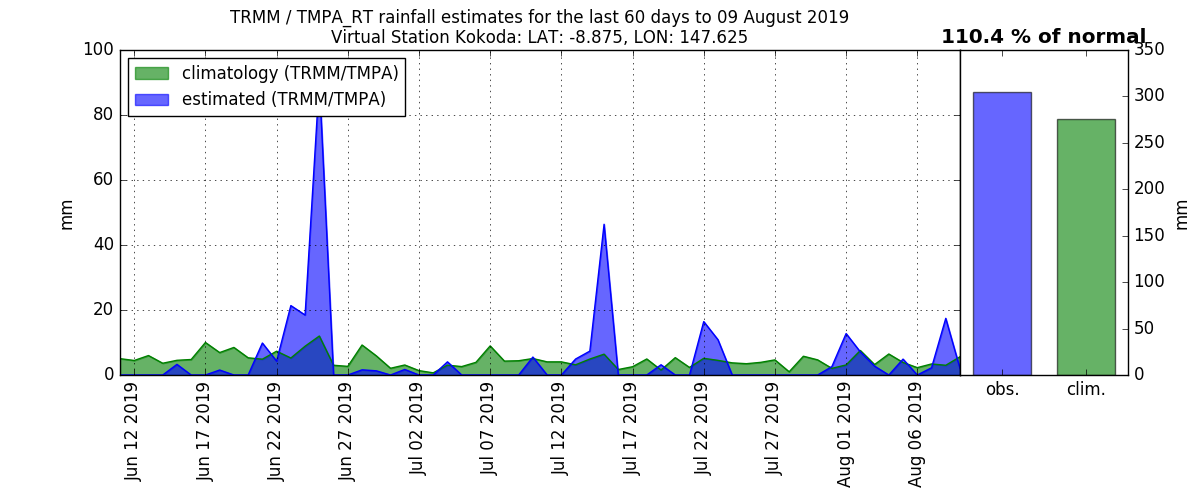 TRMM / TMPA_RT rainfall estimates for the last 60 days to 09 August 2019
Virtual Station Kokoda: LAT: -8.875, LON: 147.625
110.4 % of normal
climatology (TRMM/TMPA)
estimated (TRMM/TMPA)
100
80
60
40
20
0
mm
350
300
250
200
150
100
50
0
mm
Jun 12 2019
Jun 17 2019
Jun 22 2019
Jun 27 2019
Jul 02 2019
Jul 07 2019
Jul 12 2019
Jul 17 2019
Jul 22 2019
Jul 27 2019
Aug 01 2019
Aug 06 2019
obs.
clim.